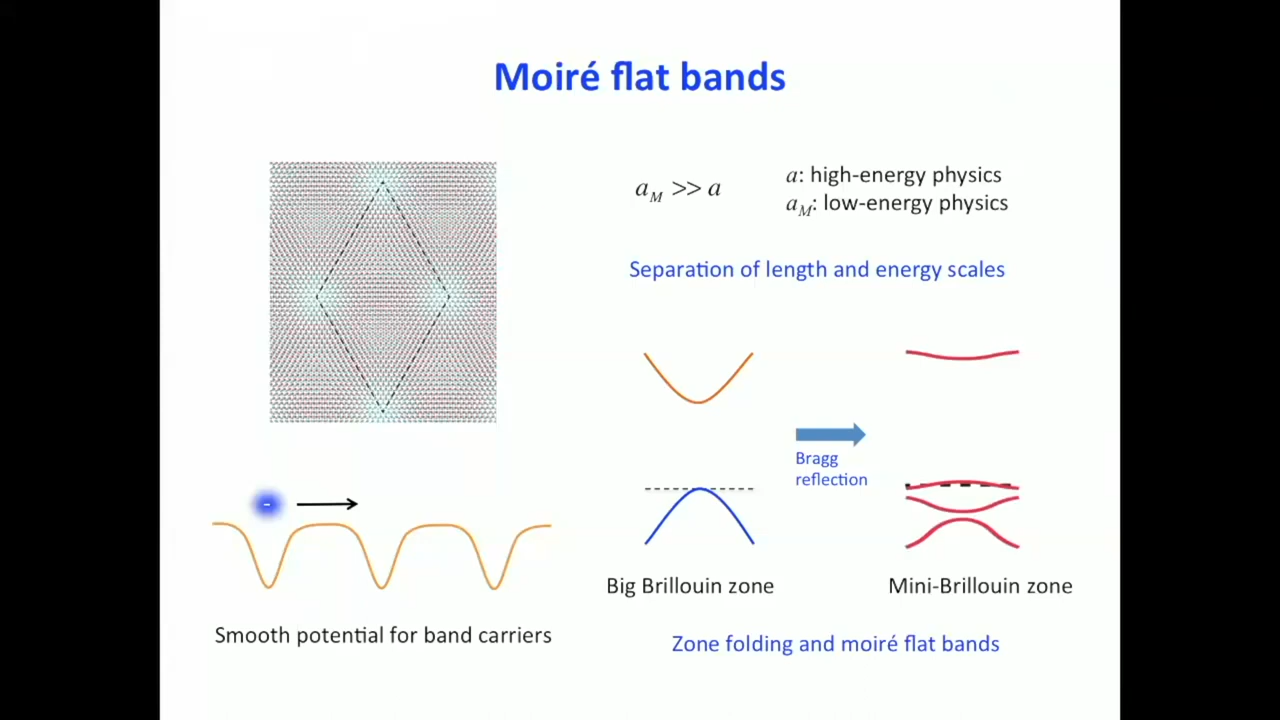 Moiré flat bands
a_M >> a
a: high-energy physics
a_M: low-energy physics
Separation of length and energy scales
-
Bragg
reflection
Big Brillouin zone
Mini-Brillouin zone
Smooth potential for band carriers
Zone folding and moiré flat bands